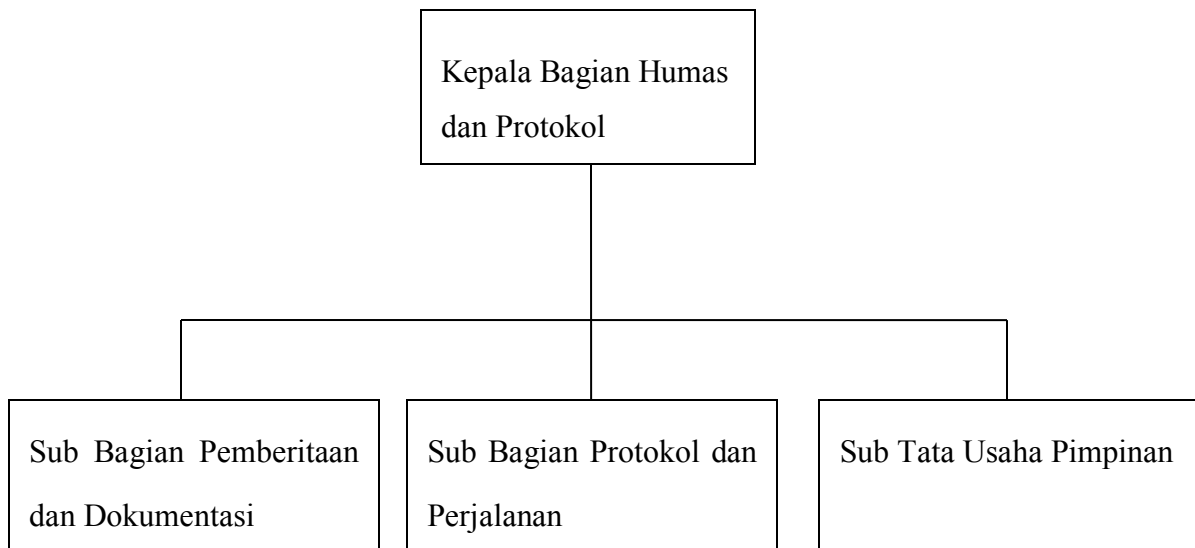 Kepala Bagian Humas
dan Protokol
Sub Bagian Pemberitaan
dan Dokumentasi
Sub Bagian Protokol dan
Perjalanan
Sub Tata Usaha Pimpinan